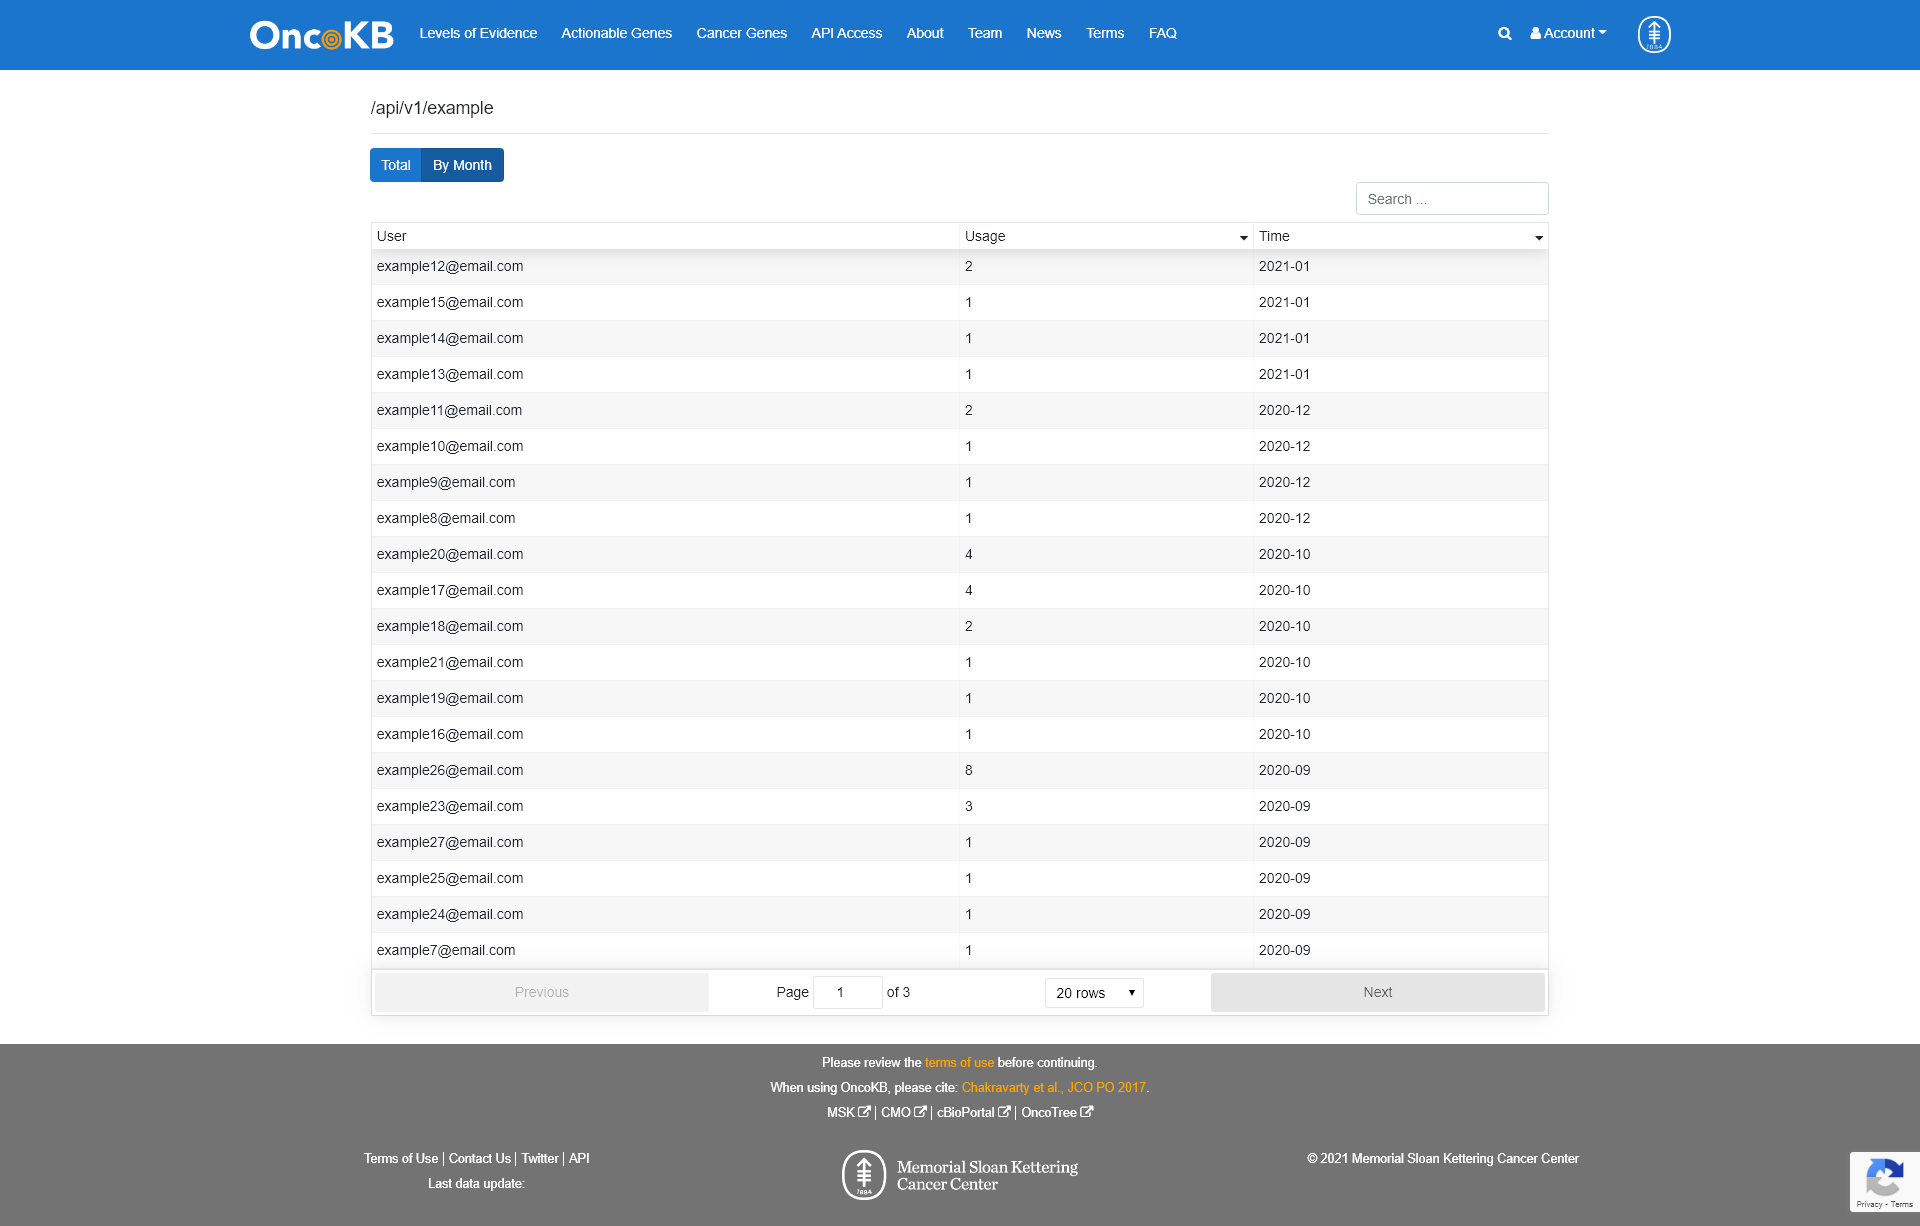 OncoKB Levels of Evidence Actionable Genes Cancer Genes API Access About Team News Terms FAQ Account
1884
/api/v1/example
Total By Month
Search ...
User Usage Time
example12@email.com 2 2021-01
example15@email.com 1 2021-01
example14@email.com 1 2021-01
example13@email.com 1 2021-01
example11@email.com 2 2020-12
example10@email.com 1 2020-12
example9@email.com 1 2020-12
example8@email.com 1 2020-12
example20@email.com 4 2020-10
example17@email.com 4 2020-10
example18@email.com 2 2020-10
example21@email.com 1 2020-10
example19@email.com 1 2020-10
example16@email.com 1 2020-10
example26@email.com 8 2020-09
example23@email.com 3 2020-09
example27@email.com 1 2020-09
example25@email.com 1 2020-09
example24@email.com 1 2020-09
example7@email.com 1 2020-09
Previous Page 1 of 3 20 rows Next
Please review the terms of use before continuing.
When using OncoKB, please cite: Chakravarty et al., JCO PO 2017.
MSK | CMO | cBioPortal | OncoTree
Terms of Use | Contact Us | Twitter | API
Last data update:
1884
Memorial Sloan Kettering
Cancer Center
© 2021 Memorial Sloan Kettering Cancer Center
Privacy - Terms